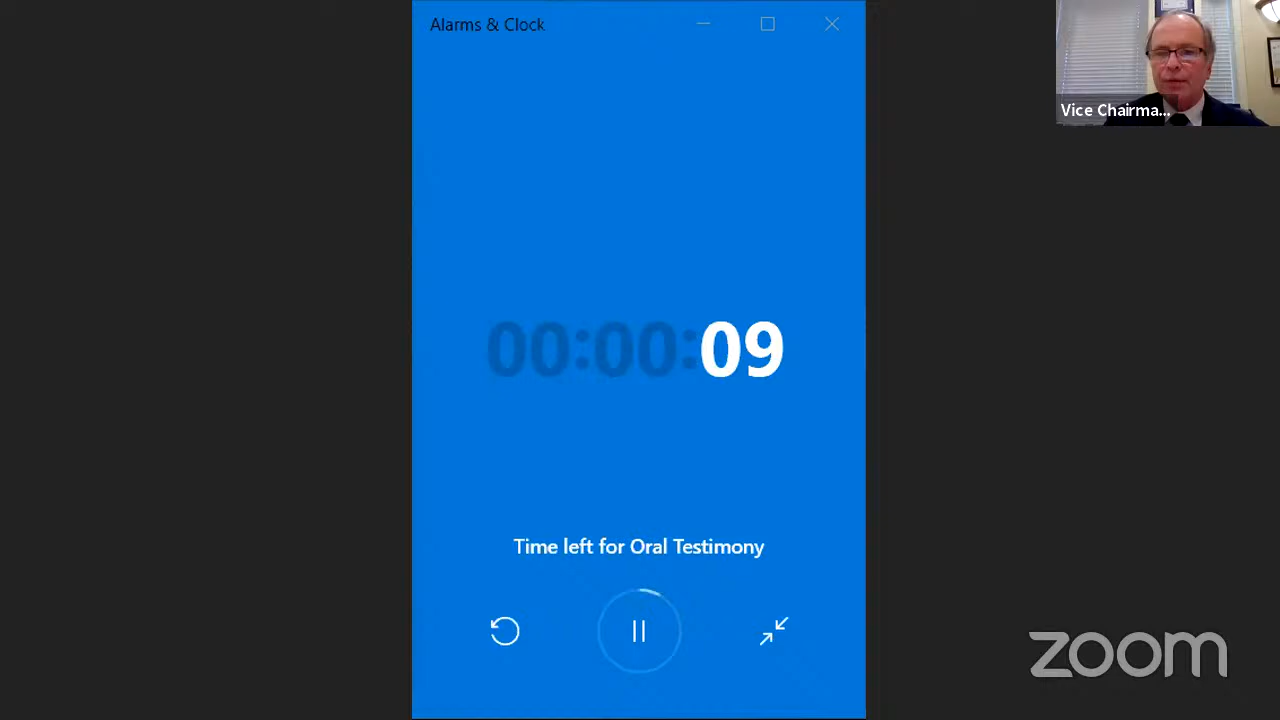 Alarms & Clock
Vice Chairma...
00:00:09
Time left for Oral Testimony
zoom